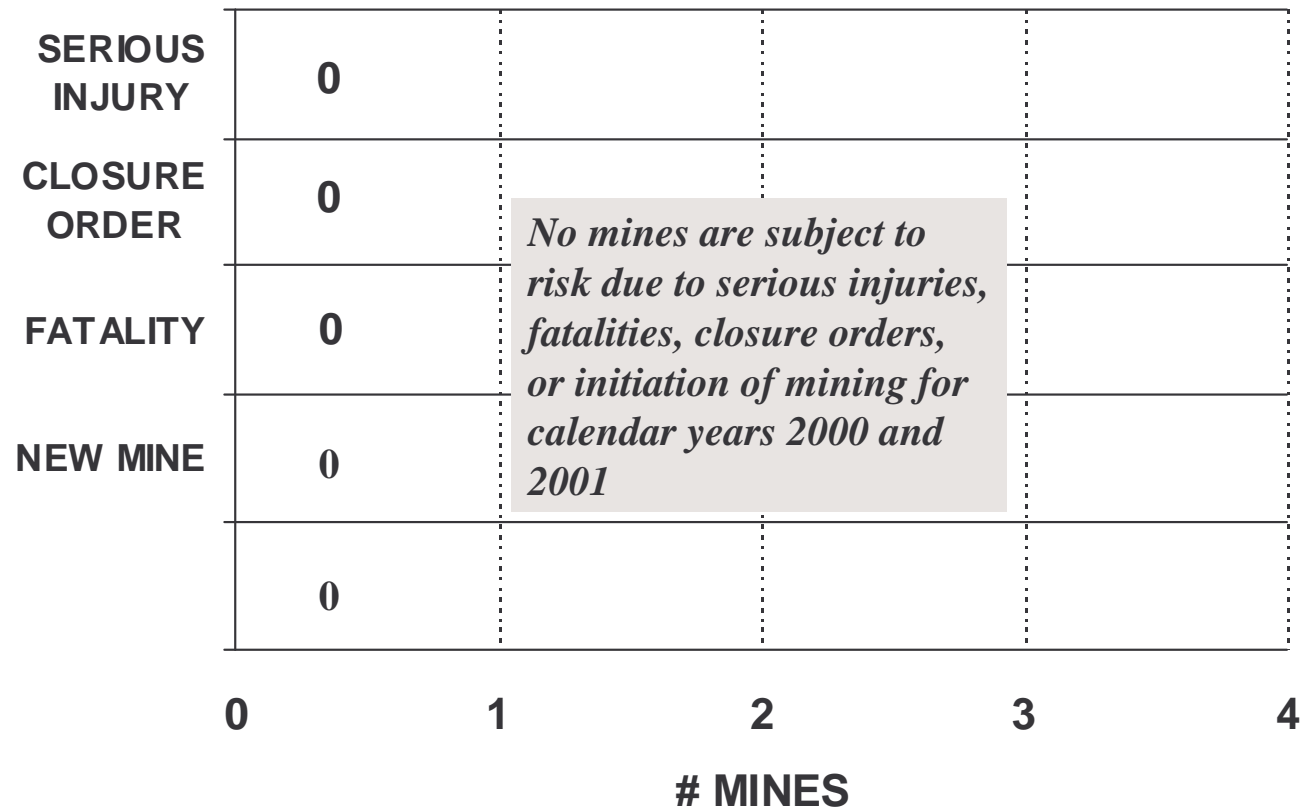 SERIOUS
INJURY
0
CLOSURE
ORDER
0
No mines are subject to
risk due to serious injuries,
fatalities, closure orders,
or initiation of mining for
calendar years 2000 and
2001
FATALITY
0
NEW MINE
0
0
0 1 2 3 4
# MINES